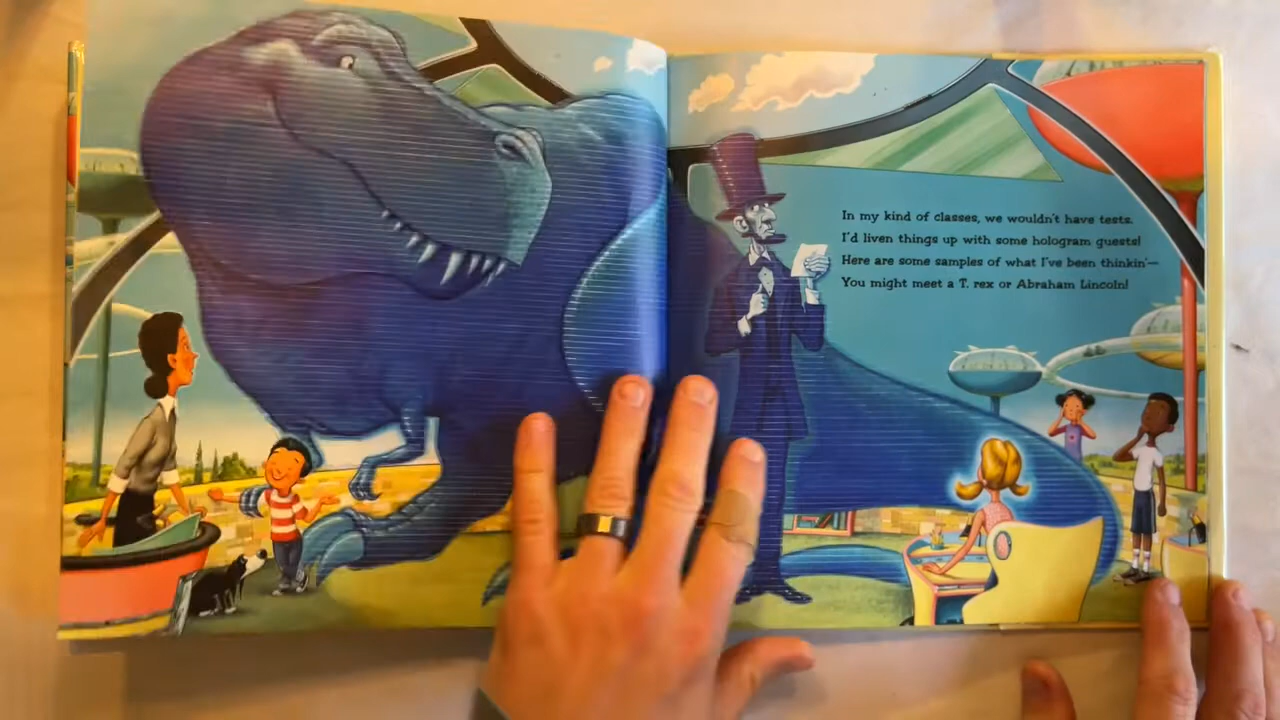 In my kind of classes, we wouldn't have tests.
I'd liven things up with some hologram guests!
Here are some samples of what I've been thinkin'—
You might meet a T. rex or Abraham Lincoln!